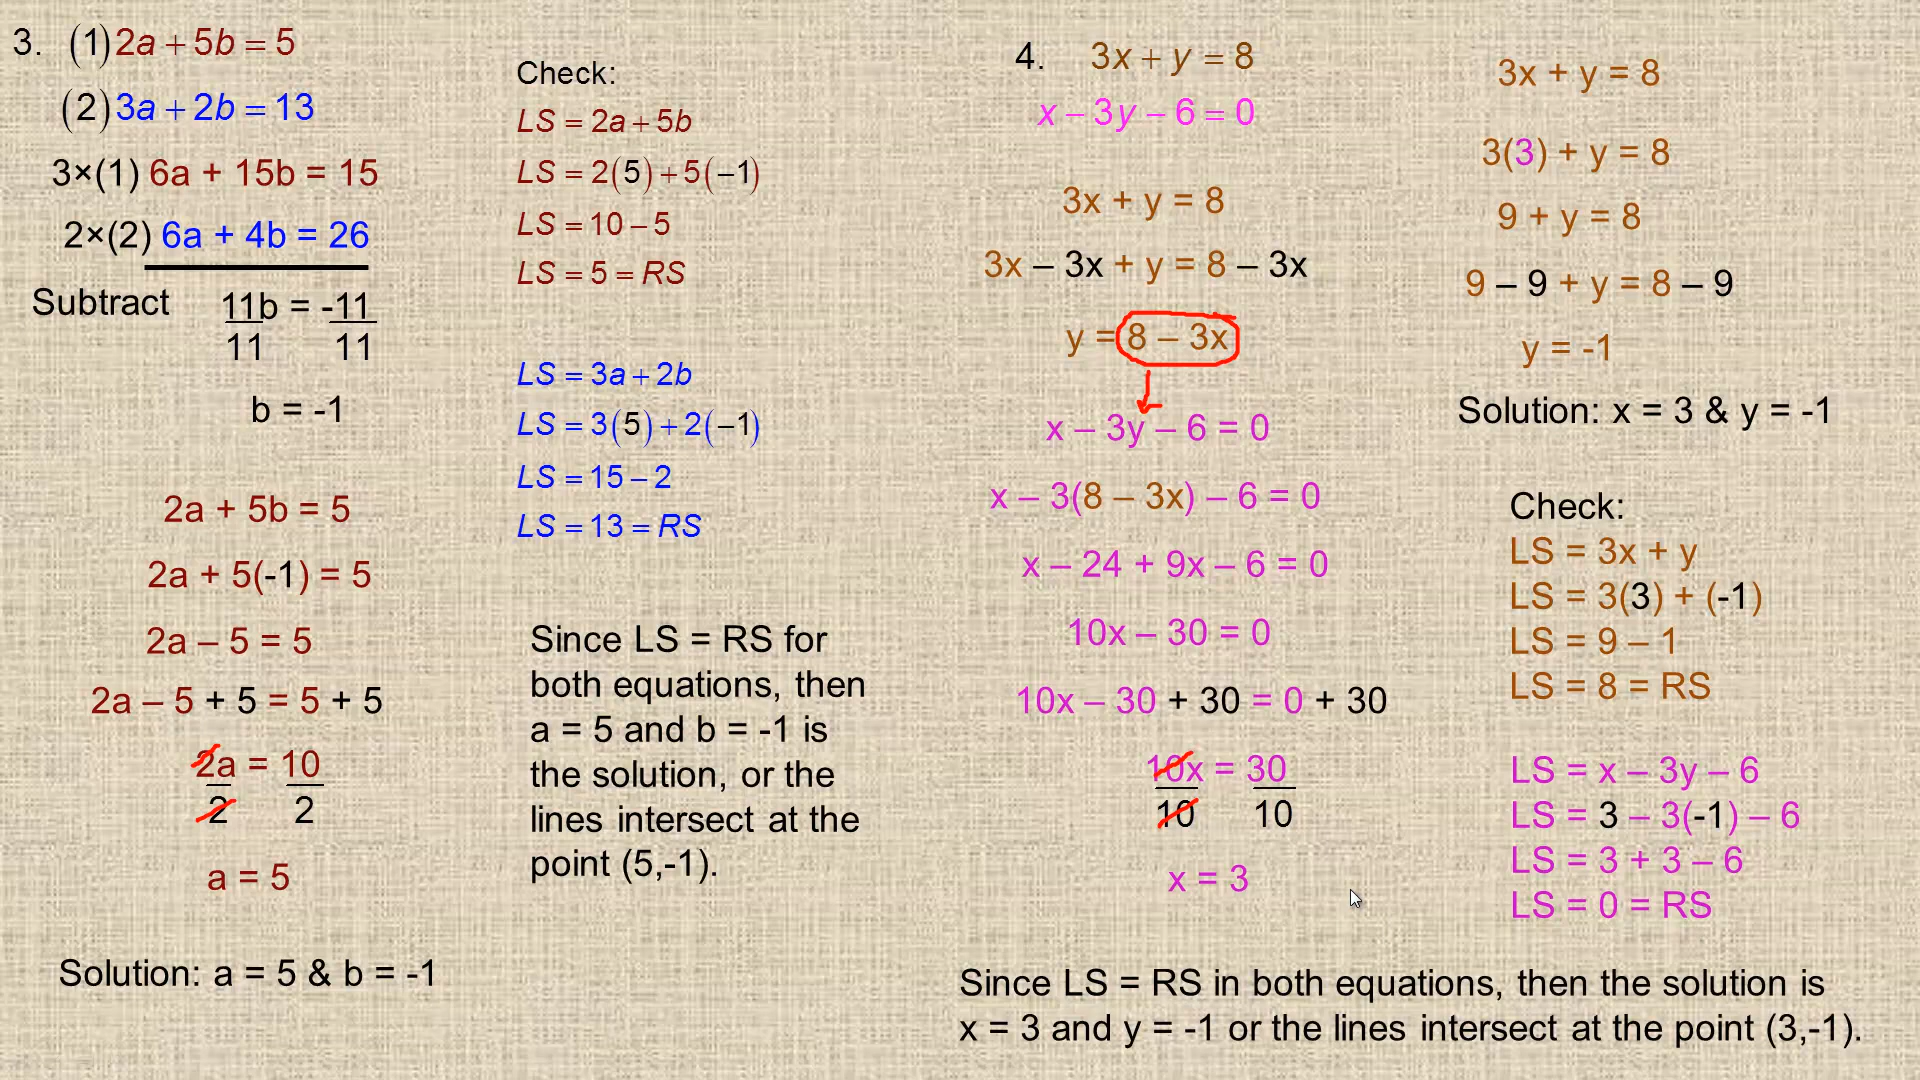 3. (1) 2a + 5b = 5
(2) 3a + 2b = 13
3×(1) 6a + 15b = 15
2×(2) 6a + 4b = 26
Subtract 11b = -11
11 11
b = -1
2a + 5b = 5
2a + 5(-1) = 5
2a – 5 = 5
2a – 5 + 5 = 5 + 5
2a = 10
2 2
a = 5
Solution: a = 5 & b = -1
Check:
LS = 2a + 5b
LS = 2(5) + 5(−1)
LS = 10 − 5
LS = 5 = RS
LS = 3a + 2b
LS = 3(5) + 2(−1)
LS = 15 − 2
LS = 13 = RS
Since LS = RS for
both equations, then
a = 5 and b = -1 is
the solution, or the
lines intersect at the
point (5,-1).
4. 3x + y = 8
x − 3y − 6 = 0
3x + y = 8
3x – 3x + y = 8 – 3x
y = 8 – 3x
x – 3y – 6 = 0
x – 3(8 – 3x) – 6 = 0
x – 24 + 9x – 6 = 0
10x – 30 = 0
10x – 30 + 30 = 0 + 30
10x = 30
10 10
x = 3
3x + y = 8
3(3) + y = 8
9 + y = 8
9 – 9 + y = 8 – 9
y = -1
Solution: x = 3 & y = -1
Check:
LS = 3x + y
LS = 3(3) + (-1)
LS = 9 – 1
LS = 8 = RS
LS = x – 3y – 6
LS = 3 – 3(-1) – 6
LS = 3 + 3 – 6
LS = 0 = RS
Since LS = RS in both equations, then the solution is
x = 3 and y = -1 or the lines intersect at the point (3,-1).